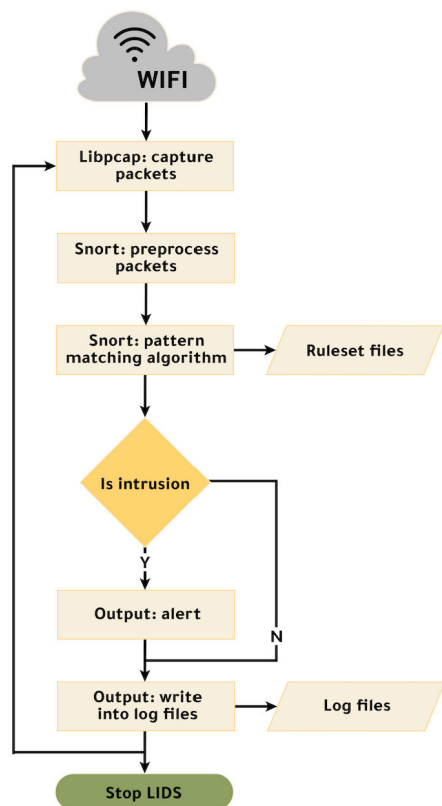 WIFI
Libpcap: capture
packets
Snort: preprocess
packets
Snort: pattern
matching algorithm
Ruleset files
Is intrusion
Y
Output: alert
N
Output: write
into log files
Log files
Stop LIDS